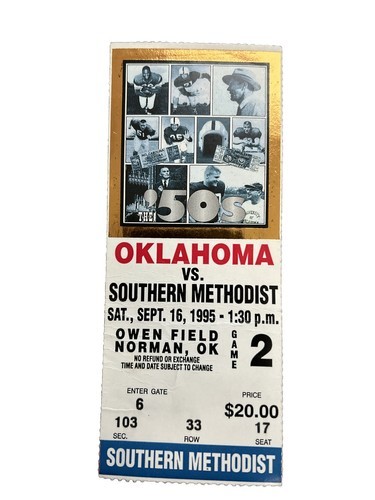 THE '50s
OKLAHOMA
VS.
SOUTHERN METHODIST
SAT., SEPT. 16, 1995 - 1:30 p.m.
OWEN FIELD
NORMAN, OK
NO REFUND OR EXCHANGE
TIME AND DATE SUBJECT TO CHANGE
GAME 2
ENTER GATE
6
PRICE
$20.00
103 33 17
SEC. ROW SEAT
SOUTHERN METHODIST